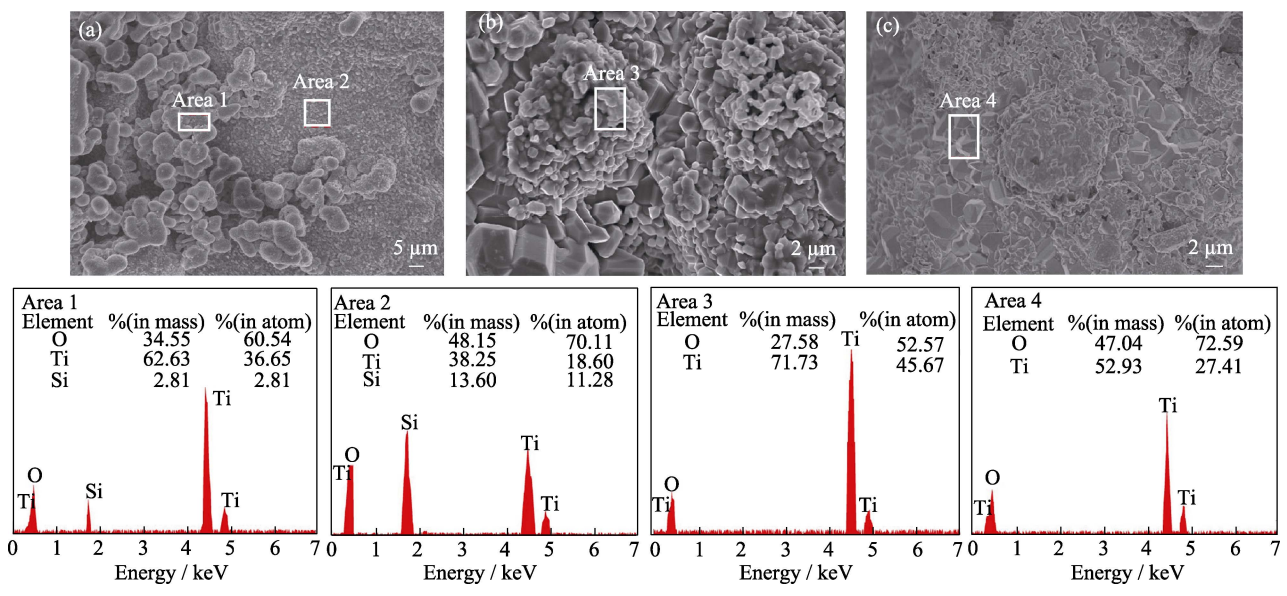 (a)
Area 1
Area 2
5 μm
(b)
Area 3
2 μm
(c)
Area 4
2 μm
Area 1
Element %(in mass) %(in atom)
O 34.55 60.54
Ti 62.63 36.65
Si 2.81 2.81
Ti
O
Ti
Si
Ti
0 1 2 3 4 5 6 7
Energy / keV
Area 2
Element %(in mass) %(in atom)
O 48.15 70.11
Ti 38.25 18.60
Si 13.60 11.28
Si
Ti
O
Ti
Ti
0 1 2 3 4 5 6 7
Energy / keV
Area 3
Element %(in mass) %(in atom)
O 27.58 52.57
Ti 71.73 45.67
Ti
O
Ti
Ti
0 1 2 3 4 5 6 7
Energy / keV
Area 4
Element %(in mass) %(in atom)
O 47.04 72.59
Ti 52.93 27.41
Ti
O
Ti
Ti
0 1 2 3 4 5 6 7
Energy / keV